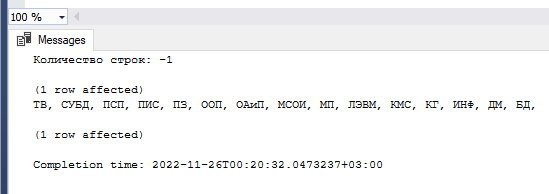 100 %
Messages
Количество строк: -1
(1 row affected)
ТВ, СУБД, ПСП, ПИС, ПЗ, ООП, ОАиП, МСОИ, МП, ЛЭВМ, КМС, КГ, ИНФ, ДМ, БД,
(1 row affected)
Completion time: 2022-11-26T00:20:32.0473237+03:00